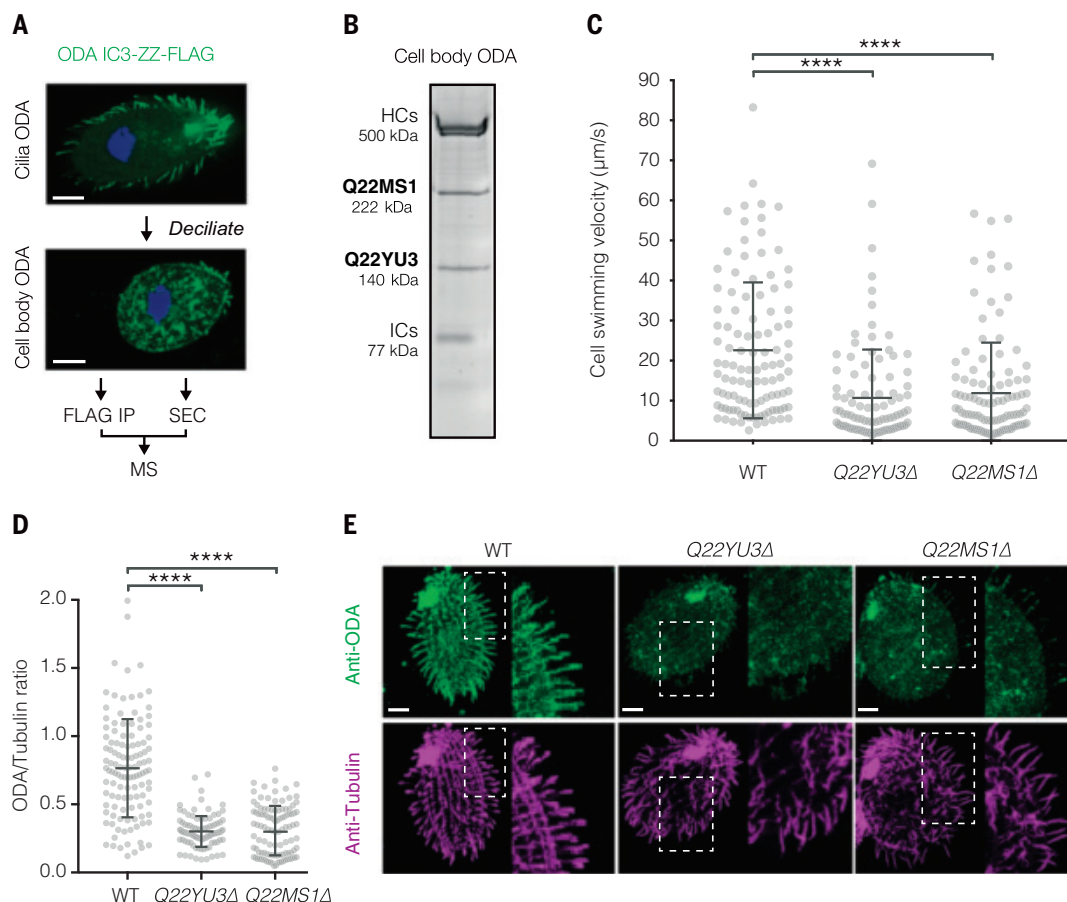 A
ODA IC3-ZZ-FLAG
Cilia ODA
Deciliate
Cell body ODA
FLAG IP
SEC
MS
B
Cell body ODA
HCs
500 kDa
Q22MS1
222 kDa
Q22YU3
140 kDa
ICs
77 kDa
C
****
****
Cell swimming velocity (μm/s)
90
80
70
60
50
40
30
20
10
0
WT
Q22YU3Δ
Q22MS1Δ
D
****
****
ODA/Tubulin ratio
2.0
1.5
1.0
0.5
0.0
WT
Q22YU3Δ
Q22MS1Δ
E
WT
Q22YU3Δ
Q22MS1Δ
Anti-ODA
Anti-Tubulin